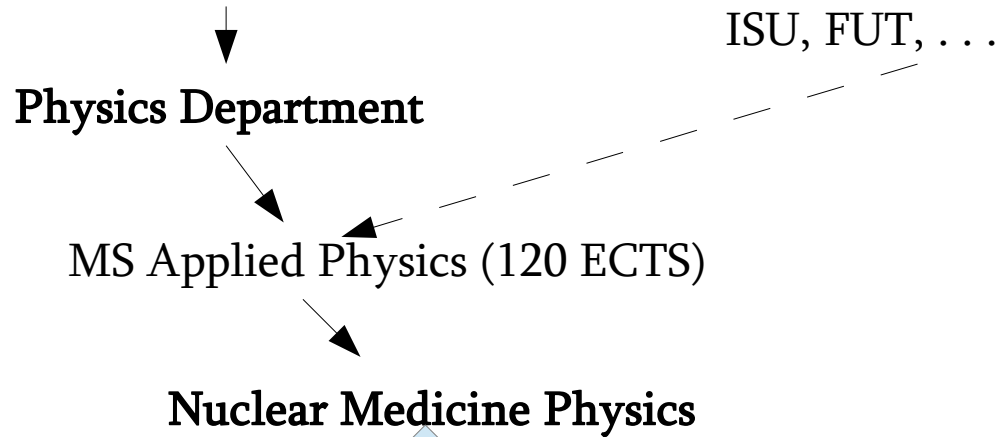 ISU, FUT, . . .
Physics Department
MS Applied Physics (120 ECTS)
Nuclear Medicine Physics